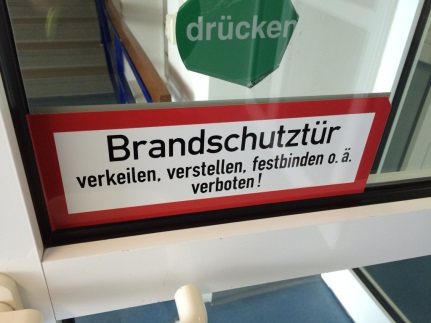 drücken
Brandschutztür
verkeilen, verstellen, festbinden o. ä.
verboten!